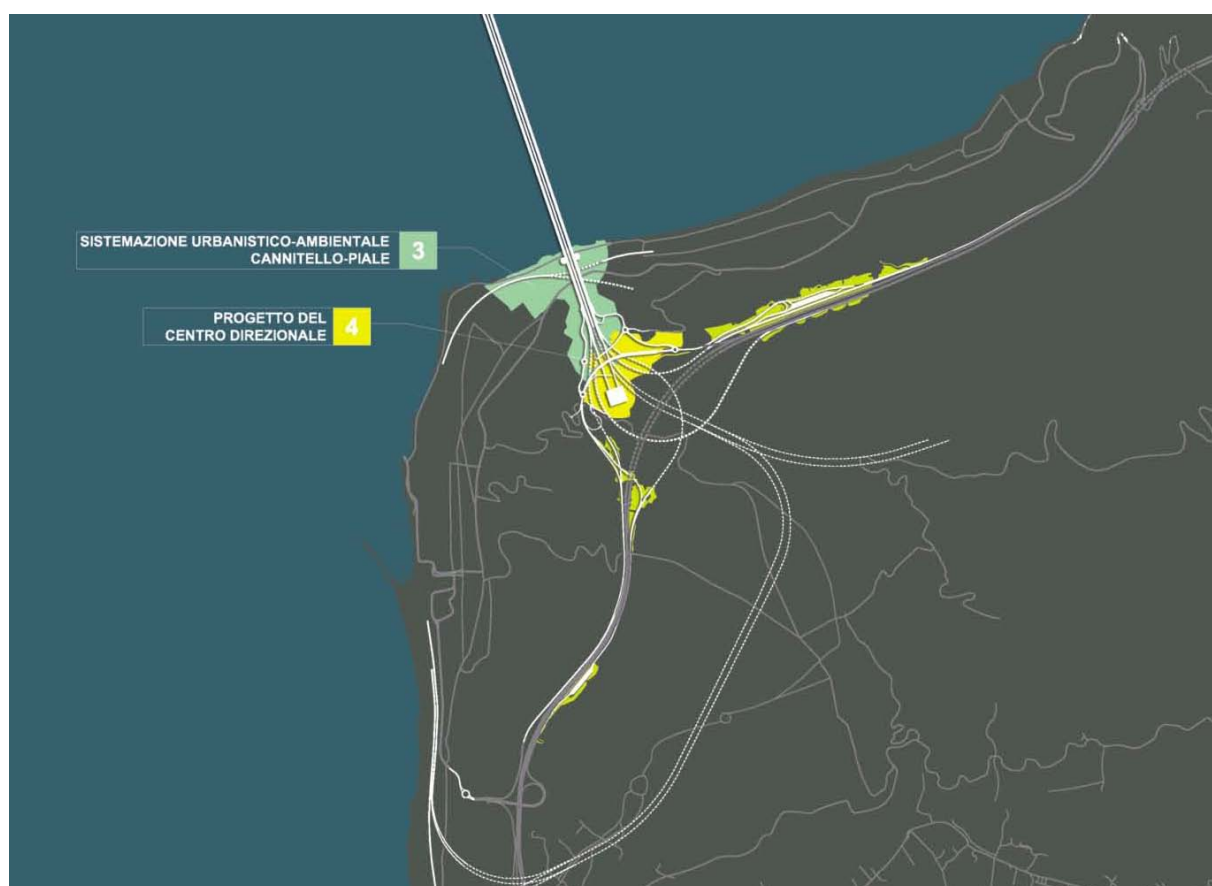 SISTEMAZIONE URBANISTICO-AMBIENTALE
CANNITELLO-PIALE
3
PROGETTO DEL
CENTRO DIREZIONALE
4